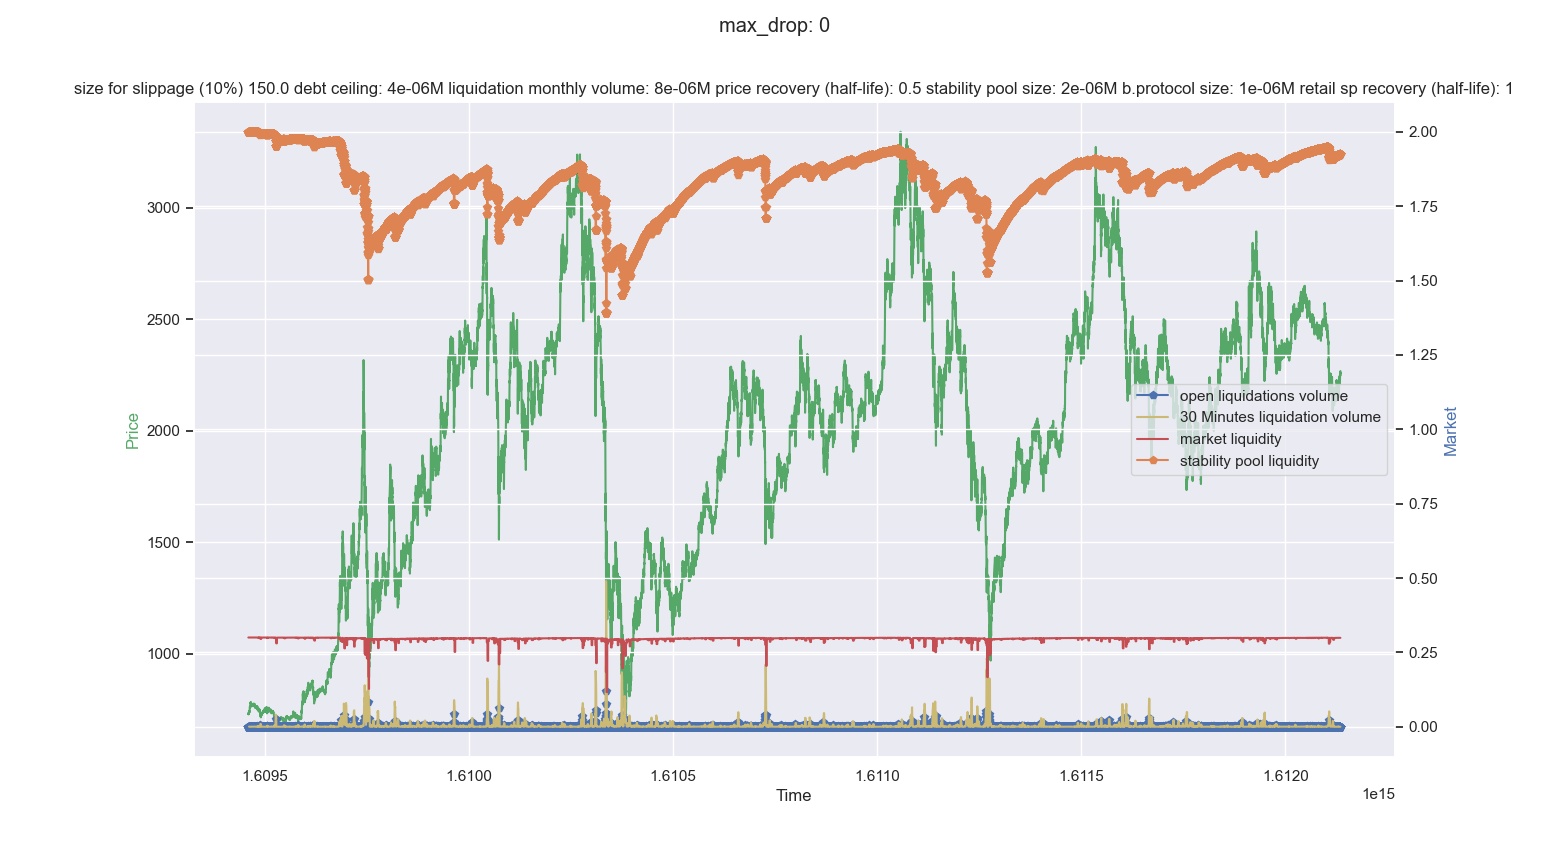 max_drop: 0
size for slippage (10%) 150.0 debt ceiling: 4e-06M liquidation monthly volume: 8e-06M price recovery (half-life): 0.5 stability pool size: 2e-06M b.protocol size: 1e-06M retail sp recovery (half-life): 1
Price
3000
2500
2000
1500
1000
2.00
1.75
1.50
1.25
1.00
0.75
0.50
0.25
0.00
Market
open liquidations volume
30 Minutes liquidation volume
market liquidity
stability pool liquidity
1.6095 1.6100 1.6105 1.6110 1.6115 1.6120
Time
1e15